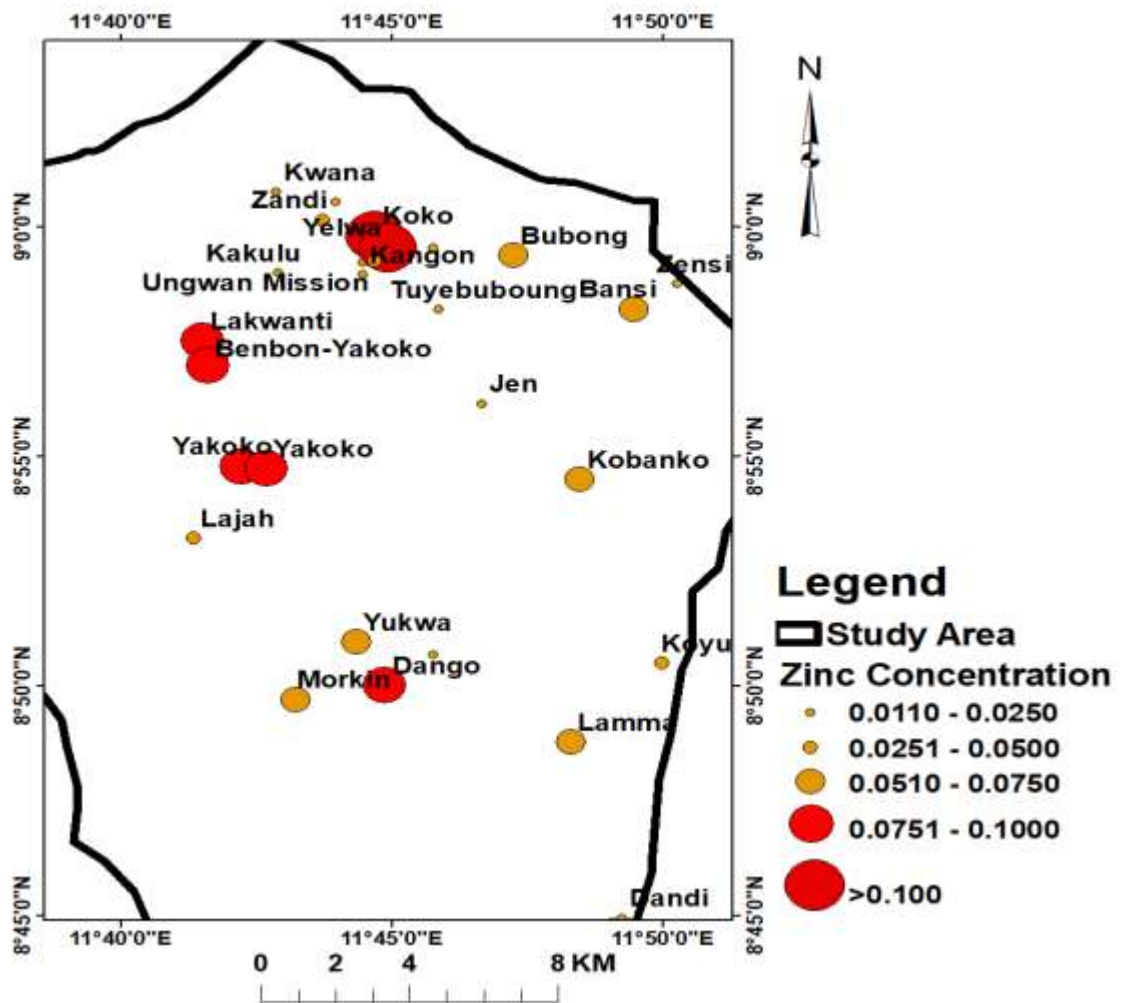 11°40'0"E 11°45'0"E 11°50'0"E
N
Kwana
Zandi
Koko
Yelwa
Bubong
9°0'0"N
9°0'0"N
Kakulu
Kangon
Zensi
Ungwan Mission
Tuyebuboung
Bansi
Lakwanti
Benbon-Yakoko
Jen
Yakoko
Yakoko
Kobanko
8°55'0"N
8°55'0"N
Lajah
Legend
Study Area
Zinc Concentration
0.0110 - 0.0250
0.0251 - 0.0500
0.0510 - 0.0750
0.0751 - 0.1000
>0.100
Yukwa
Koyu
Dango
Morkin
8°50'0"N
8°50'0"N
Lamma
Dandi
8°45'0"N
8°45'0"N
11°40'0"E 11°45'0"E 11°50'0"E
0 2 4 8 KM